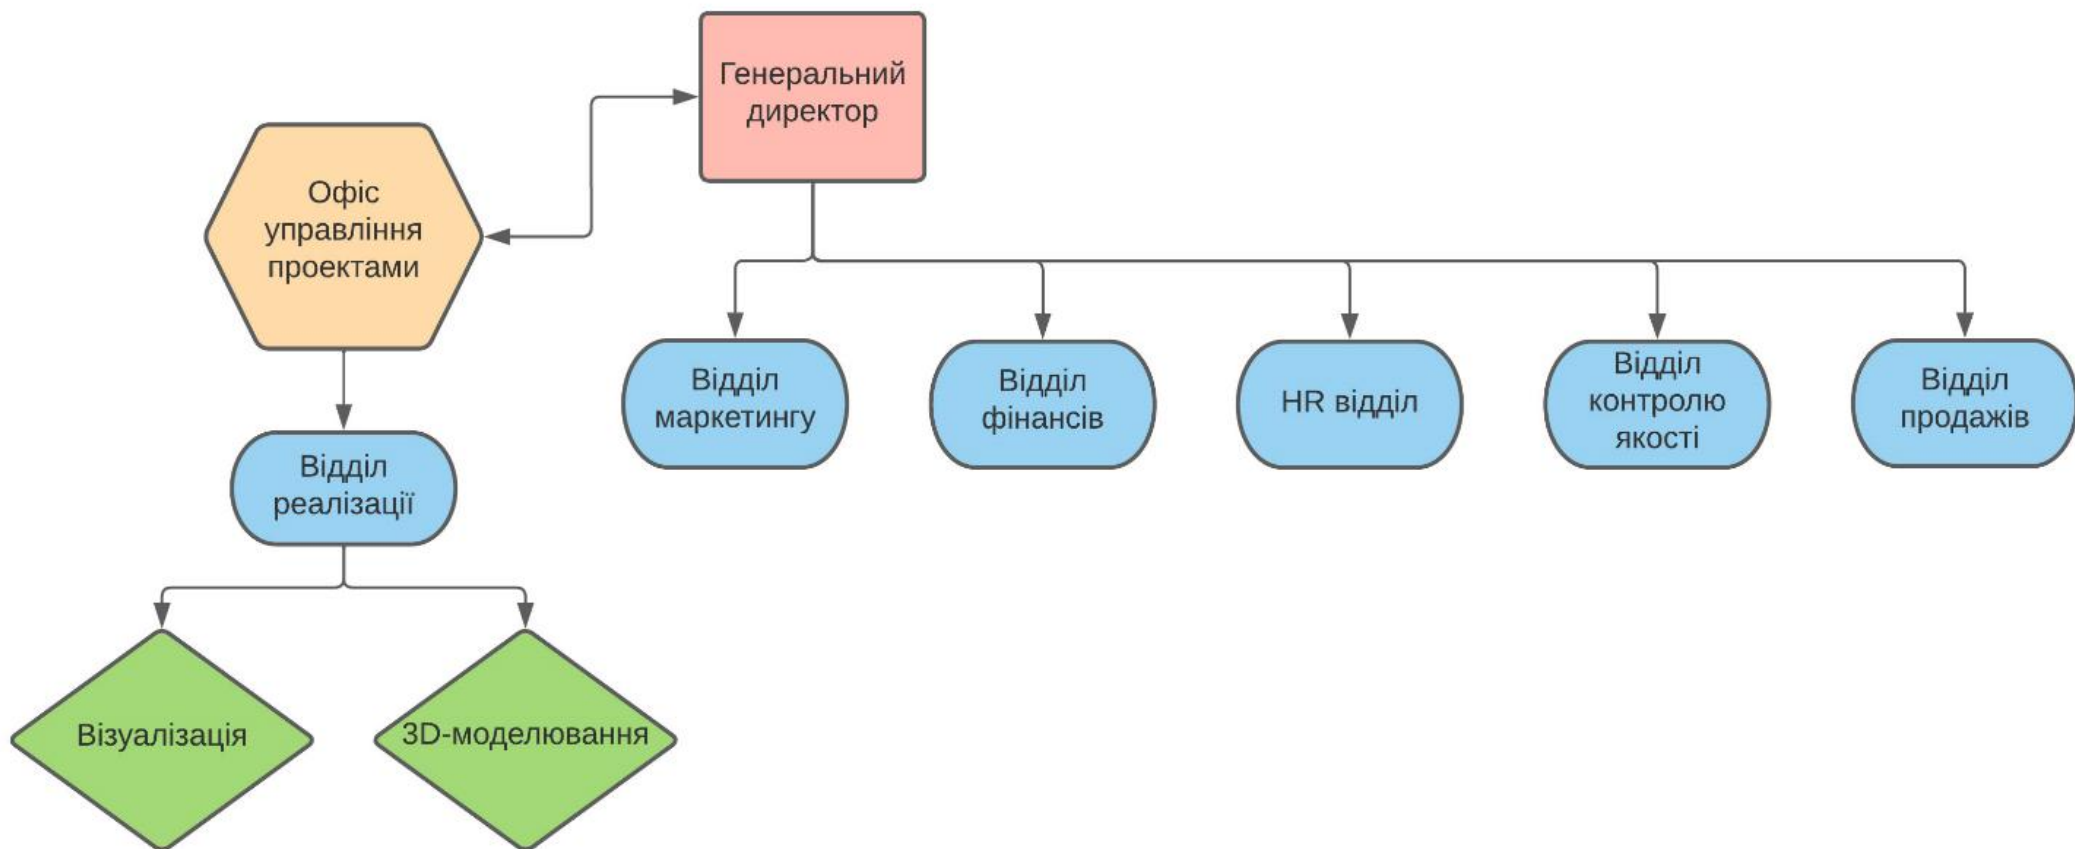 Генеральний
директор
Офіс
управління
проектами
Відділ
маркетингу
Відділ
фінансів
HR відділ
Відділ
контролю
якості
Відділ
продажів
Відділ
реалізації
Візуалізація
3D-моделювання